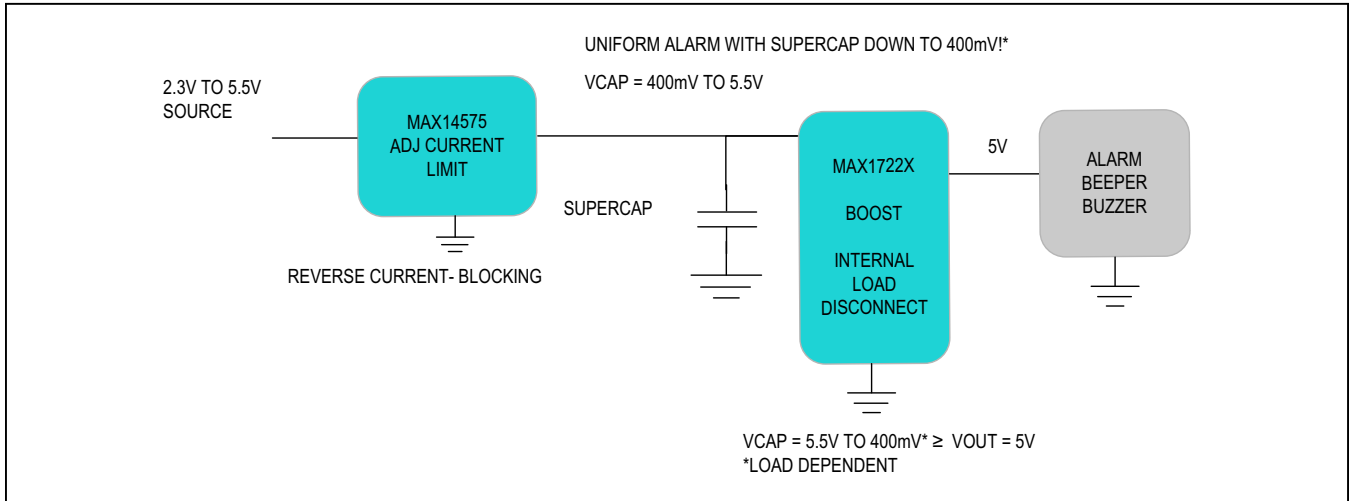 UNIFORM ALARM WITH SUPERCAP DOWN TO 400mV!*
VCAP = 400mV TO 5.5V
2.3V TO 5.5V
SOURCE
MAX14575
ADJ CURRENT
LIMIT
REVERSE CURRENT- BLOCKING
SUPERCAP
MAX1722X
BOOST
INTERNAL
LOAD
DISCONNECT
5V
ALARM
BEEPER
BUZZER
VCAP = 5.5V TO 400mV* ≥ VOUT = 5V
*LOAD DEPENDENT